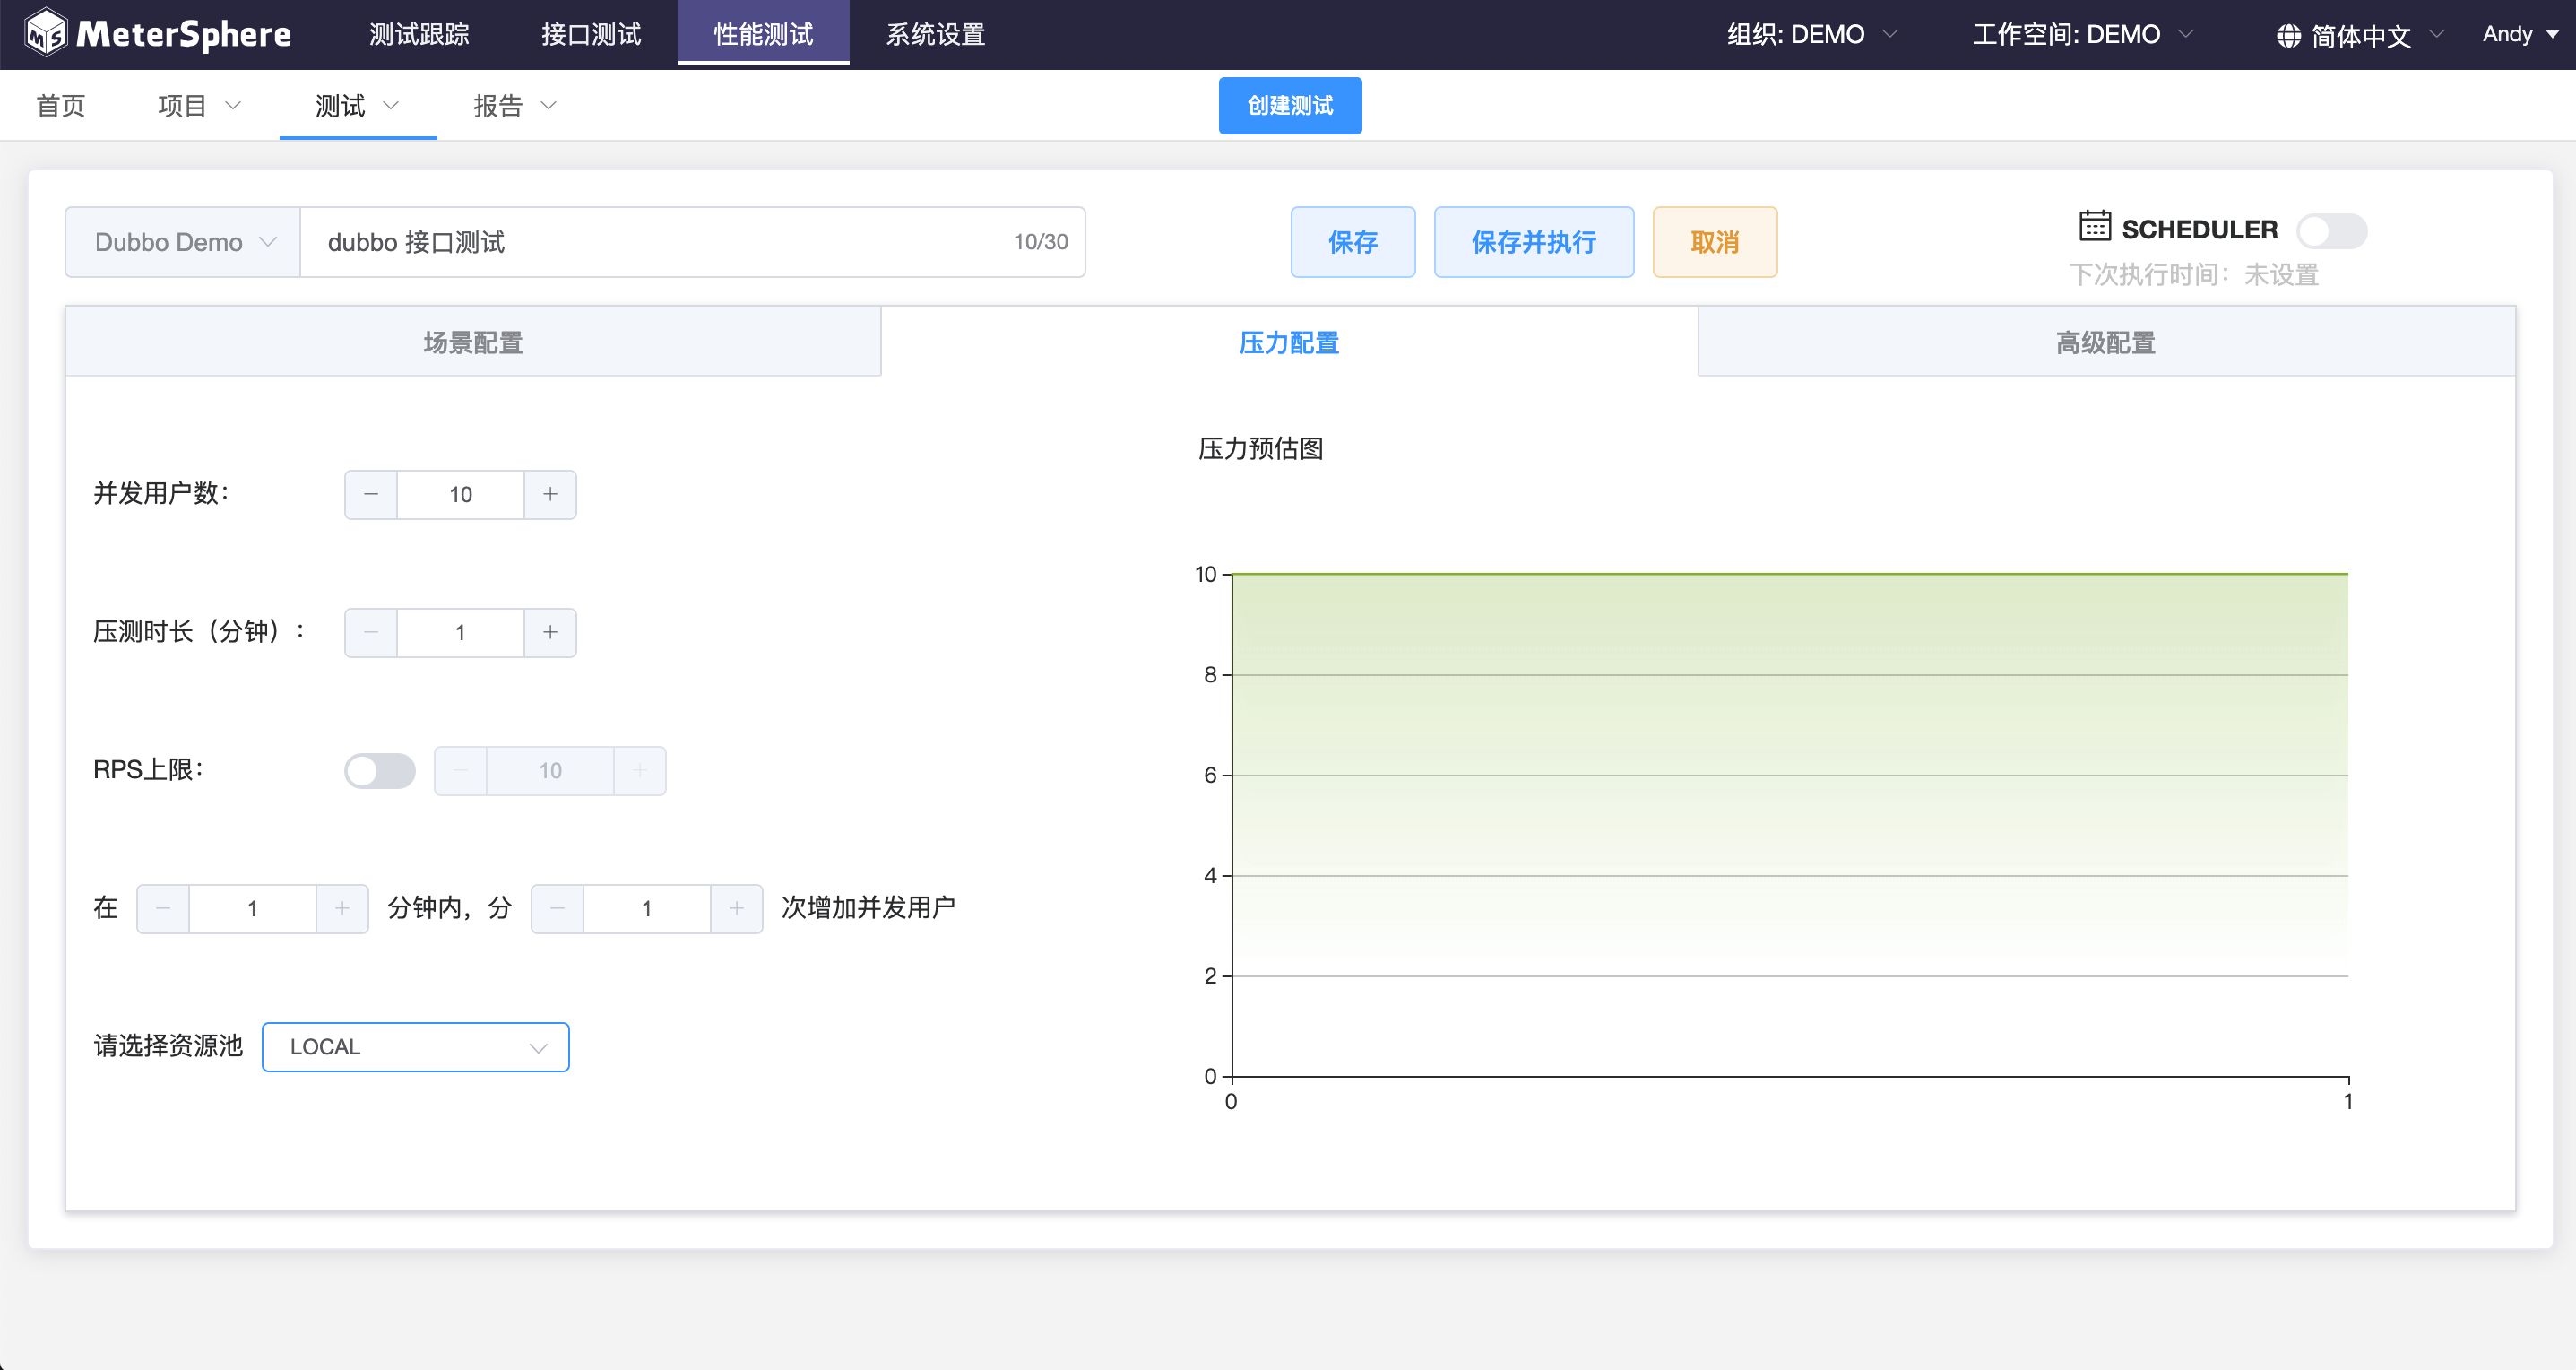 MeterSphere 测试跟踪 接口测试 性能测试 系统设置 组织: DEMO 工作空间: DEMO 简体中文 Andy
首页 项目 测试 报告 创建测试
Dubbo Demo dubbo 接口测试 10/30 保存 保存并执行 取消 SCHEDULER
下次执行时间：未设置
场景配置 压力配置 高级配置
并发用户数： 10
压测时长（分钟）： 1
RPS上限： 10
在 1 分钟内，分 1 次增加并发用户
请选择资源池 LOCAL
压力预估图
10
8
6
4
2
0
0 1